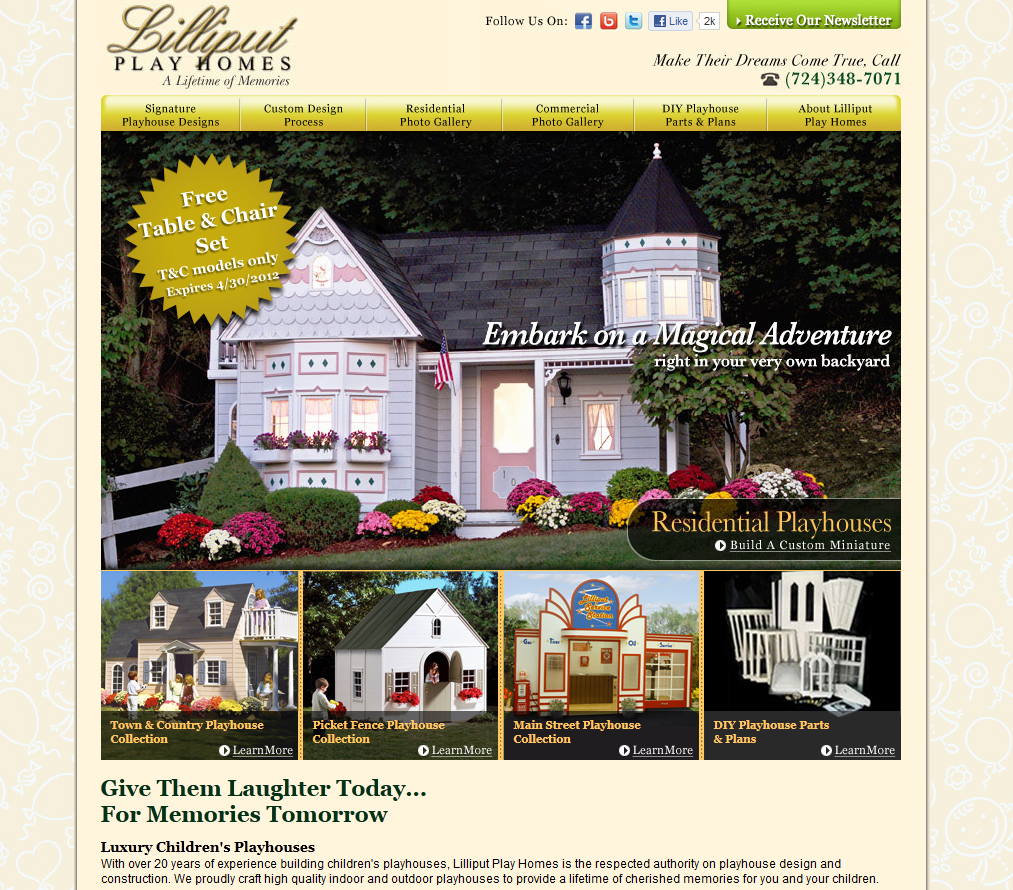 Lilliput
PLAY HOMES
A Lifetime of Memories
Follow Us On:
Like
2k
Receive Our Newsletter
Make Their Dreams Come True, Call
(724)348-7071
Signature
Playhouse Designs
Custom Design
Process
Residential
Photo Gallery
Commercial
Photo Gallery
DIY Playhouse
Parts & Plans
About Lilliput
Play Homes
Free
Table & Chair
Set
T&C models only
Expires 4/30/2012
Embark on a Magical Adventure
right in your very own backyard
Residential Playhouses
Build A Custom Miniature
Town & Country Playhouse
Collection
LearnMore
Picket Fence Playhouse
Collection
LearnMore
Lilliput
Service
Station
Main Street Playhouse
Collection
LearnMore
DIY Playhouse Parts
& Plans
LearnMore
Give Them Laughter Today...
For Memories Tomorrow
Luxury Children's Playhouses
With over 20 years of experience building children's playhouses, Lilliput Play Homes is the respected authority on playhouse design and
construction. We proudly craft high quality indoor and outdoor playhouses to provide a lifetime of cherished memories for you and your children.